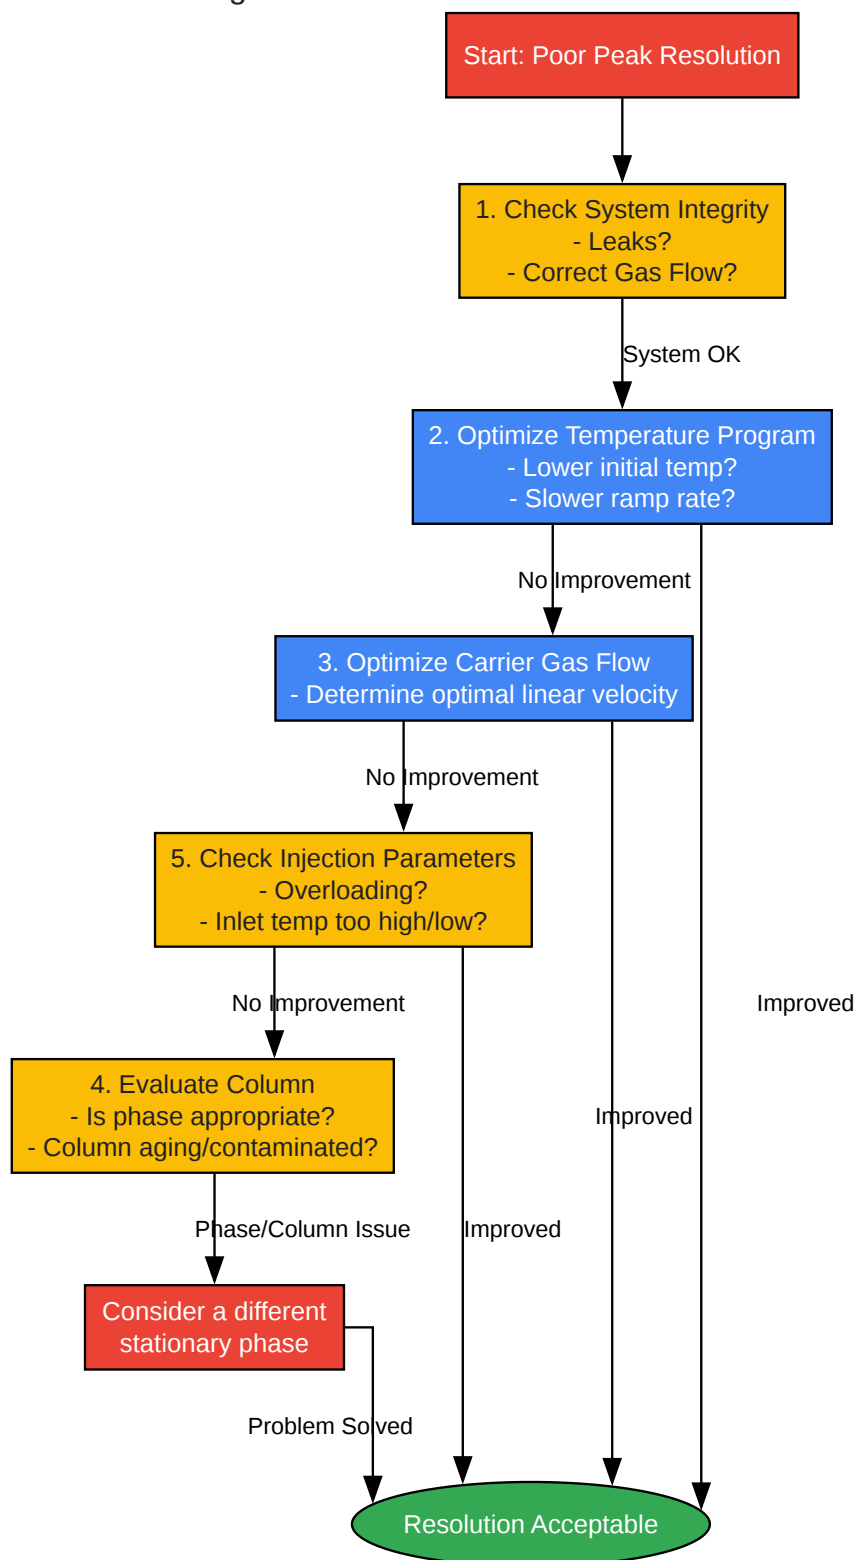 Start: Poor Peak Resolution
1. Check System Integrity
- Leaks?
- Correct Gas Flow?
System OK
2. Optimize Temperature Program
- Lower initial temp?
- Slower ramp rate?
No Improvement
3. Optimize Carrier Gas Flow
- Determine optimal linear velocity
No Improvement
5. Check Injection Parameters
- Overloading?
- Inlet temp too high/low?
No Improvement
Improved
4. Evaluate Column
- Is phase appropriate?
- Column aging/contaminated?
Improved
Phase/Column Issue
Improved
Consider a different
stationary phase
Problem Solved
Resolution Acceptable